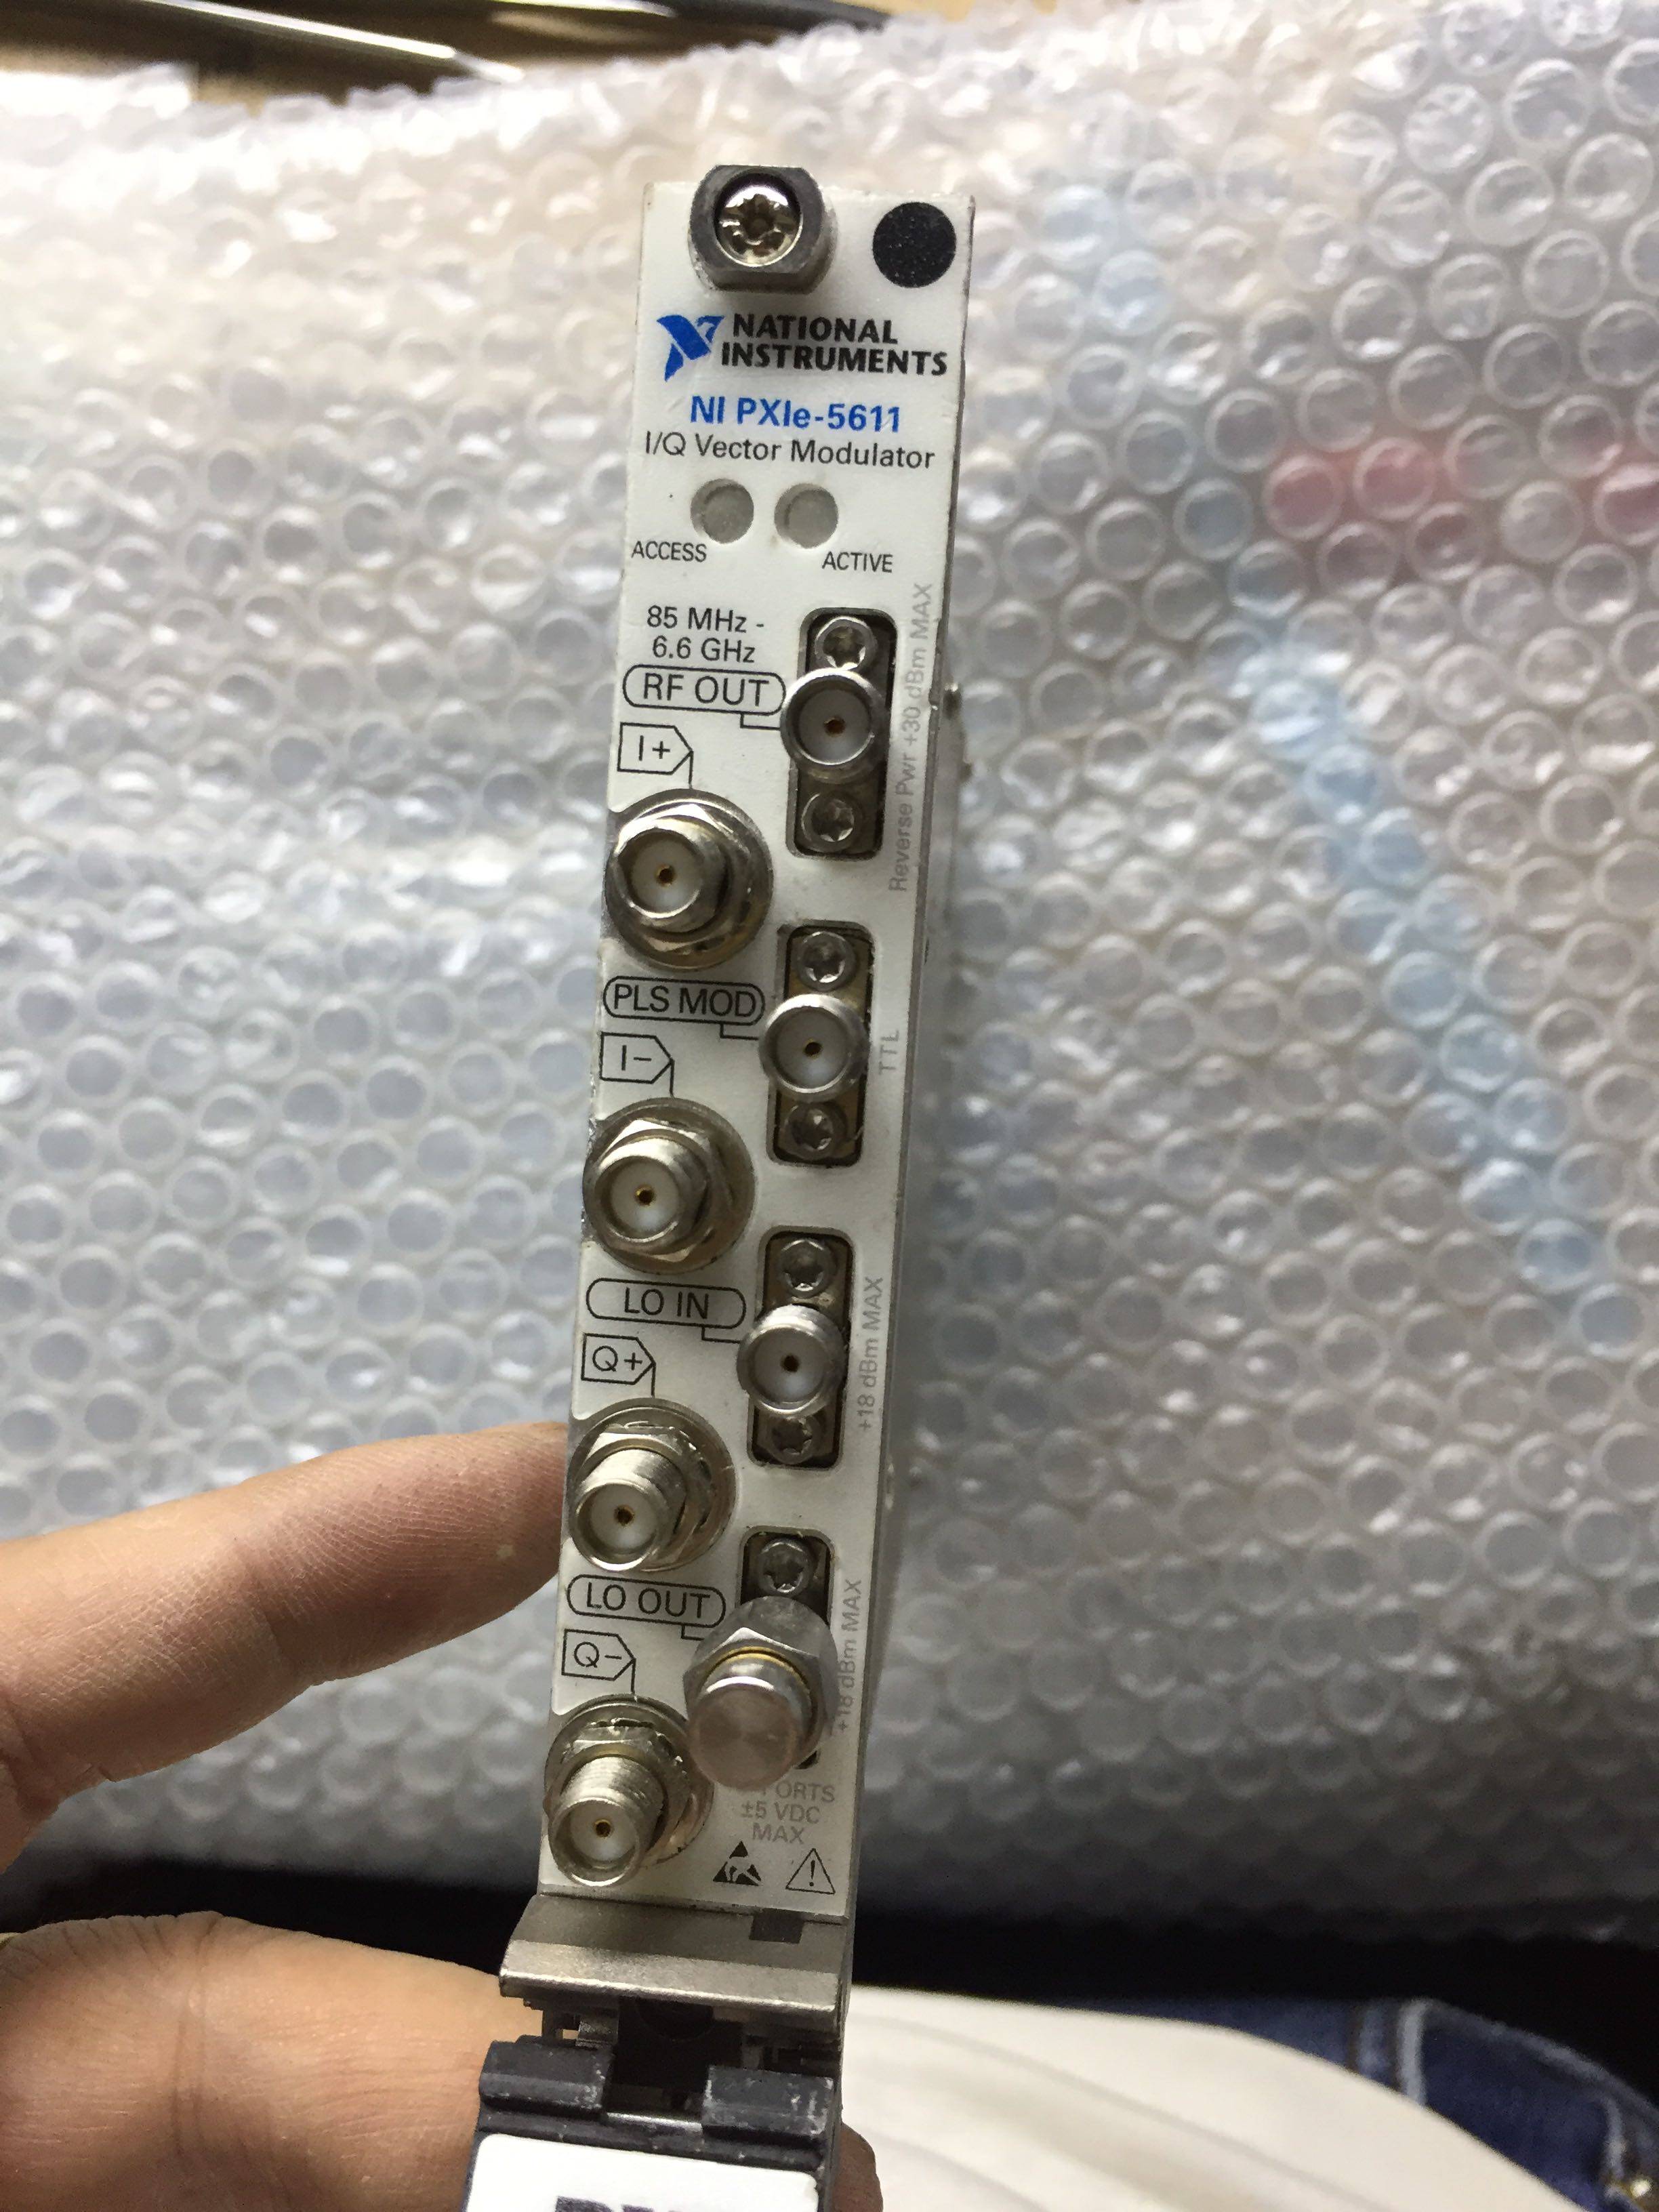 NATIONAL
INSTRUMENTS
NI PXIe-5611
I/Q Vector Modulator
ACCESS
ACTIVE
85 MHz -
6.6 GHz
RF OUT
Reverse Pwr +30 dBm MAX
I+
PLS MOD
TTL
I-
LO IN
+18 dBm MAX
Q+
LO OUT
+18 dBm MAX
Q-
PORTS
±5 VDC
MAX